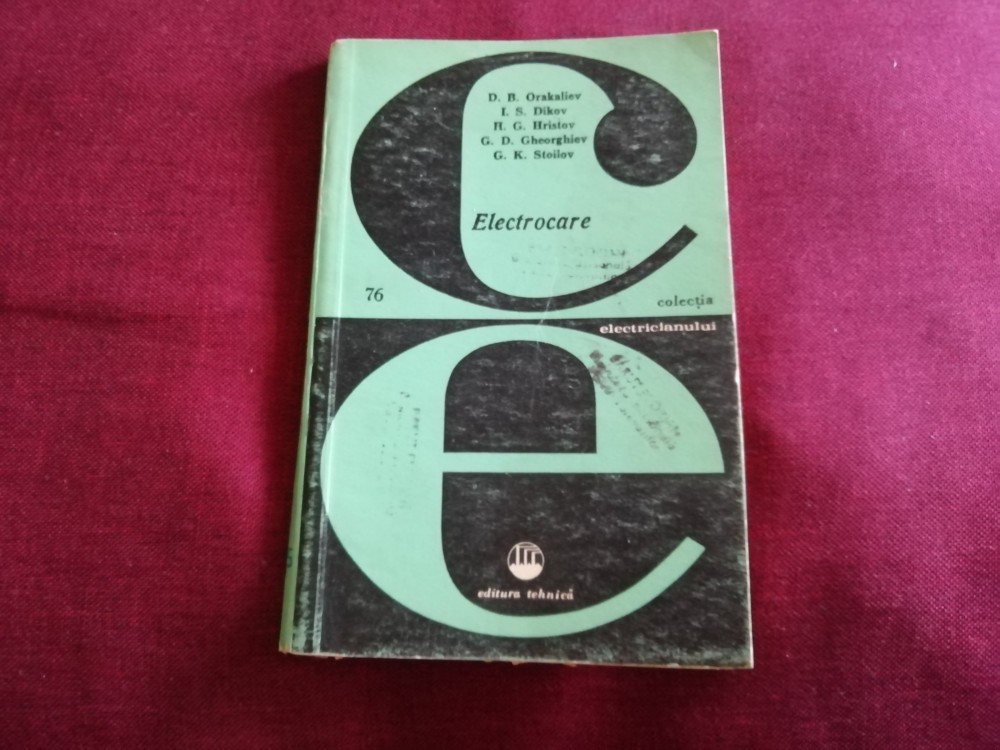 D. B. Orakaliev
I. S. Dikov
H. G. Hristov
G. D. Gheorghiev
G. K. Stoilov
Electrocare
76
colecția
electricianului
c
e
editura tehnică